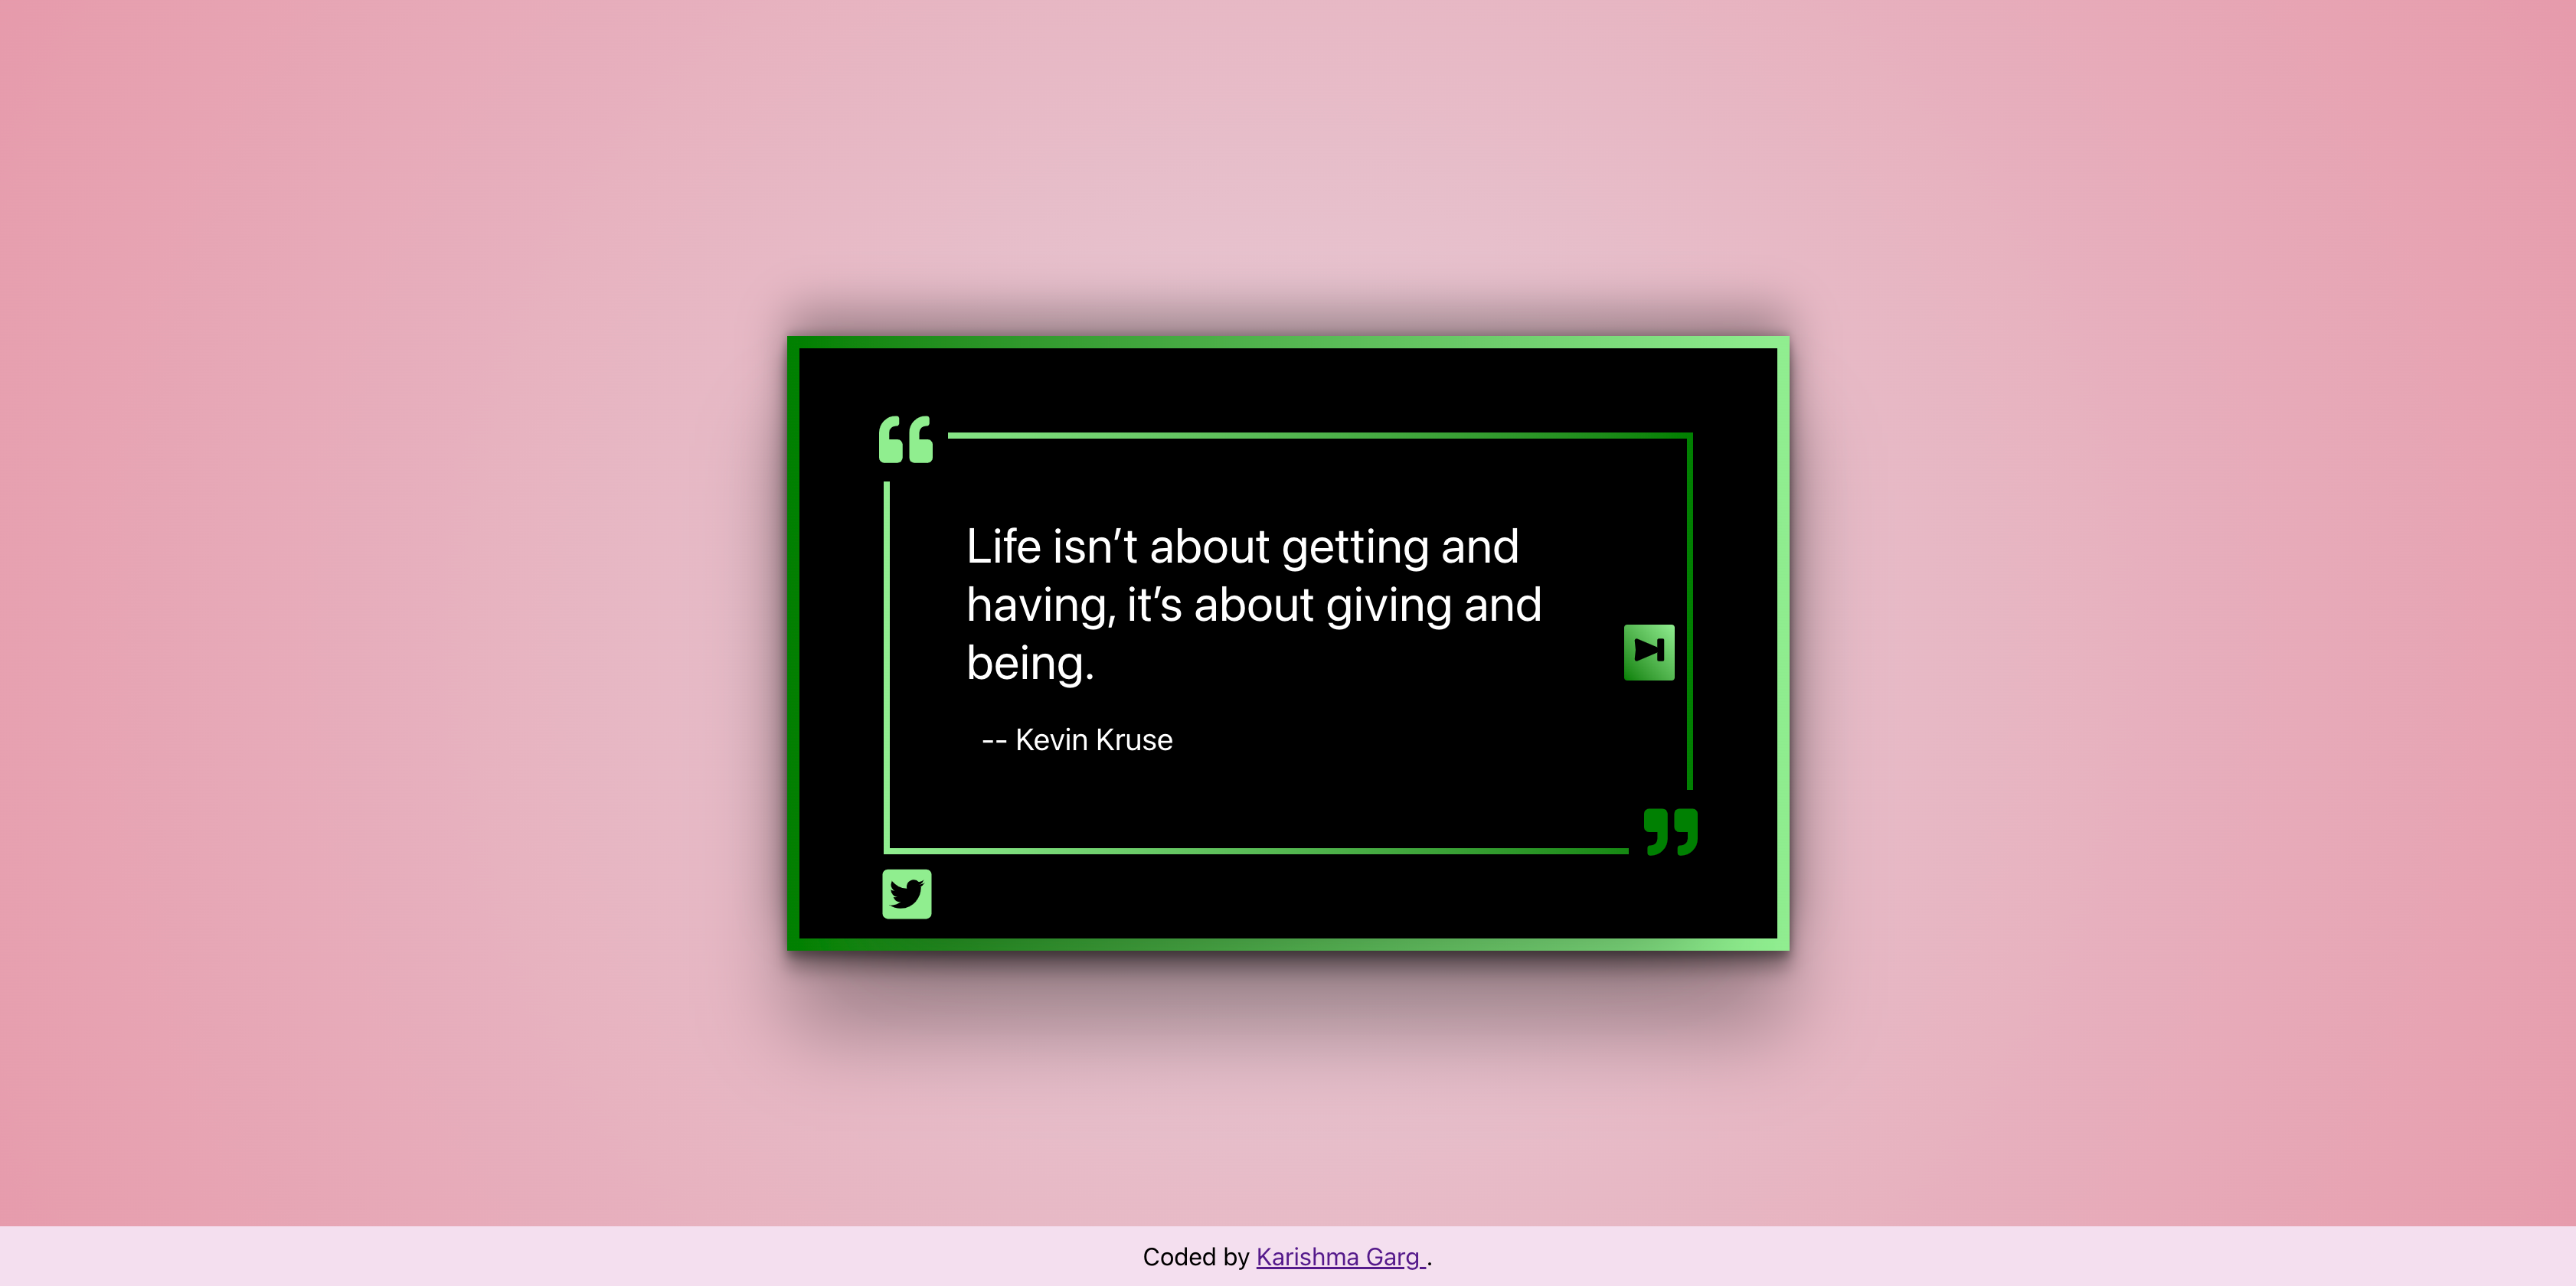 Life isn’t about getting and
having, it’s about giving and
being.
-- Kevin Kruse
Coded by Karishma Garg .